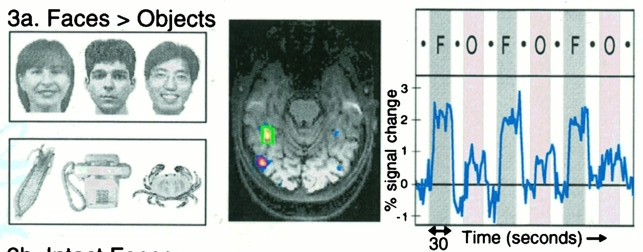 3a. Faces > Objects
· F · O · F · O · F · O ·
% signal change
3
2
1
0
-1
30
Time (seconds)